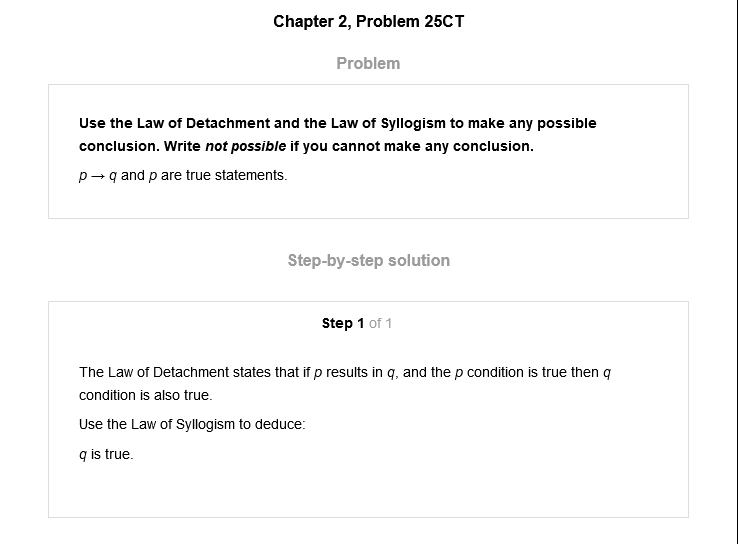 Chapter 2, Problem 25CT
Problem
Use the Law of Detachment and the Law of Syllogism to make any possible
conclusion. Write not possible if you cannot make any conclusion.
p → q and p are true statements.
Step-by-step solution
Step 1 of 1
The Law of Detachment states that if p results in q, and the p condition is true then q
condition is also true.
Use the Law of Syllogism to deduce:
q is true.